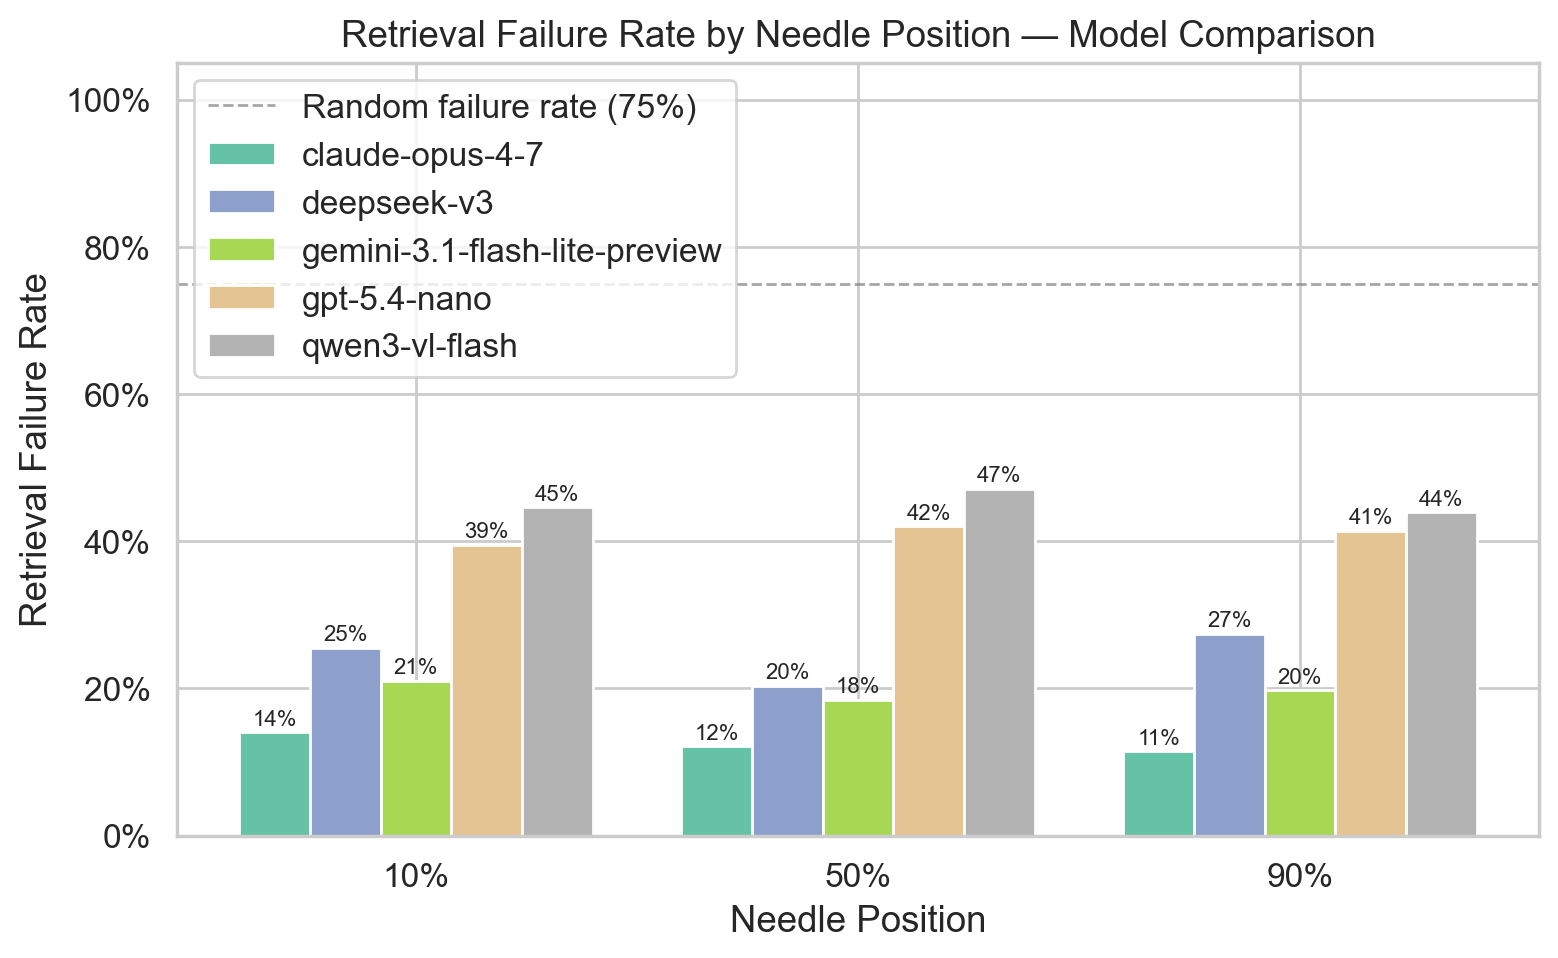 Retrieval Failure Rate by Needle Position — Model Comparison
Retrieval Failure Rate
100%
80%
60%
40%
20%
0%
Random failure rate (75%)
claude-opus-4-7
deepseek-v3
gemini-3.1-flash-lite-preview
gpt-5.4-nano
qwen3-vl-flash
14% 25% 21% 39% 45%
12% 20% 18% 42% 47%
11% 27% 20% 41% 44%
10% 50% 90%
Needle Position